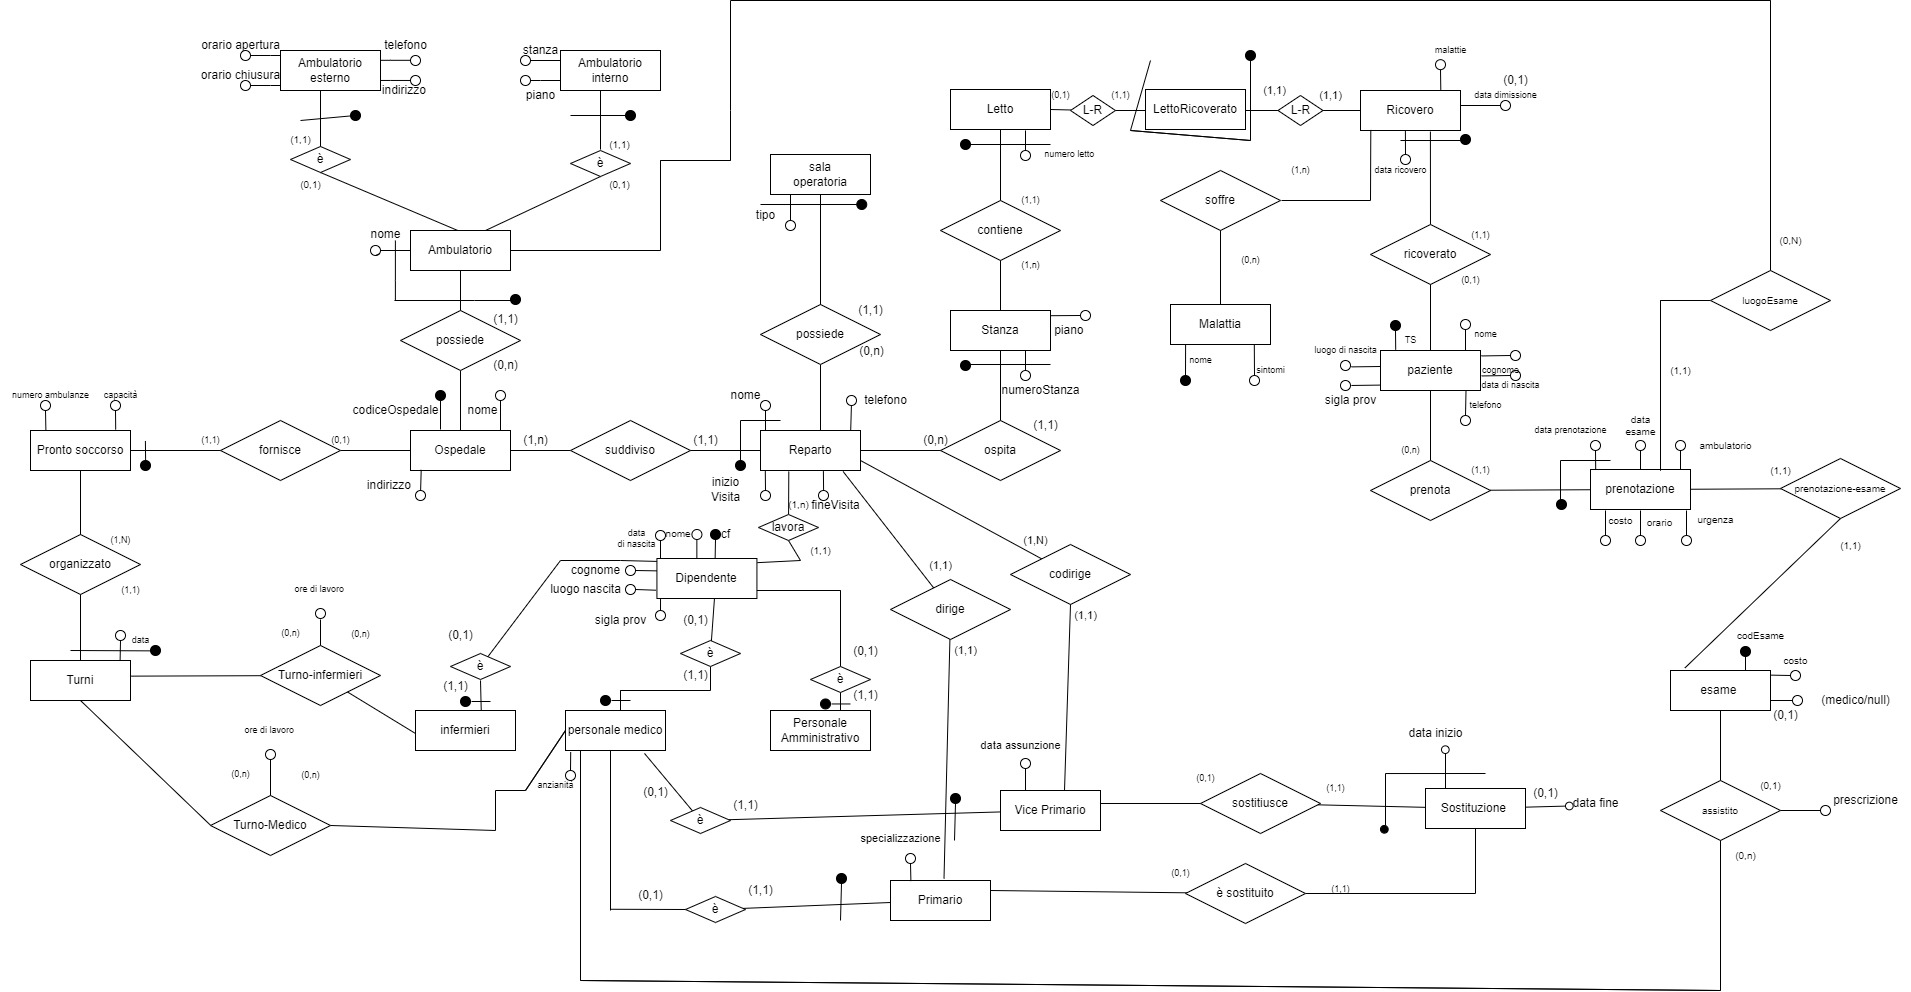 orario apertura
telefono
Ambulatorio
esterno
orario chiusura
indirizzo
stanza
Ambulatorio
interno
piano
(1,1)
è
(0,1)
(1,1)
è
(0,1)
nome
Ambulatorio
(1,1)
possiede
(0,n)
sala
operatoria
tipo
(1,1)
possiede
(0,n)
Letto
(0,1)
L-R
(1,1)
LettoRicoverato
(1,1)
L-R
(1,1)
malattie
Ricovero
(0,1)
data dimissione
numero letto
data ricovero
(1,1)
contiene
(1,n)
(1,n)
soffre
(0,n)
(1,1)
ricoverato
(0,1)
(0,N)
luogoEsame
(1,1)
Stanza
piano
numeroStanza
Malattia
nome
sintomi
TS
nome
luogo di nascita
paziente
cognome
data di nascita
sigla prov
telefono
numero ambulanze
capacità
Pronto soccorso
(1,1)
fornisce
(0,1)
codiceOspedale
nome
Ospedale
indirizzo
(1,n)
suddiviso
(1,1)
nome
telefono
Reparto
inizio
Visita
fineVisita
(0,n)
ospita
(1,1)
(0,n)
prenota
(1,1)
data prenotazione
data
esame
ambulatorio
prenotazione
costo
orario
urgenza
(1,1)
prenotazione-esame
(1,1)
(1,N)
organizzato
(1,1)
(1,n)
lavora
(1,1)
data
di nascita
nome
cf
cognome
Dipendente
luogo nascita
sigla prov
(1,1)
dirige
(1,1)
(1,N)
codirige
(1,1)
data
Turni
ore di lavoro
(0,n)
(0,n)
Turno-infermieri
(0,1)
è
(1,1)
infermieri
(0,1)
è
(1,1)
personale medico
anzianità
(0,1)
è
(1,1)
Personale
Amministrativo
ore di lavoro
(0,n)
(0,n)
Turno-Medico
(0,1)
è
(1,1)
data assunzione
Vice Primario
(0,1)
sostitiusce
(1,1)
data inizio
Sostituzione
(0,1)
data fine
(0,1)
è
(1,1)
specializzazione
Primario
(0,1)
è sostituito
(1,1)
codEsame
costo
esame
(0,1)
(medico/null)
(0,1)
assistito
prescrizione
(0,n)